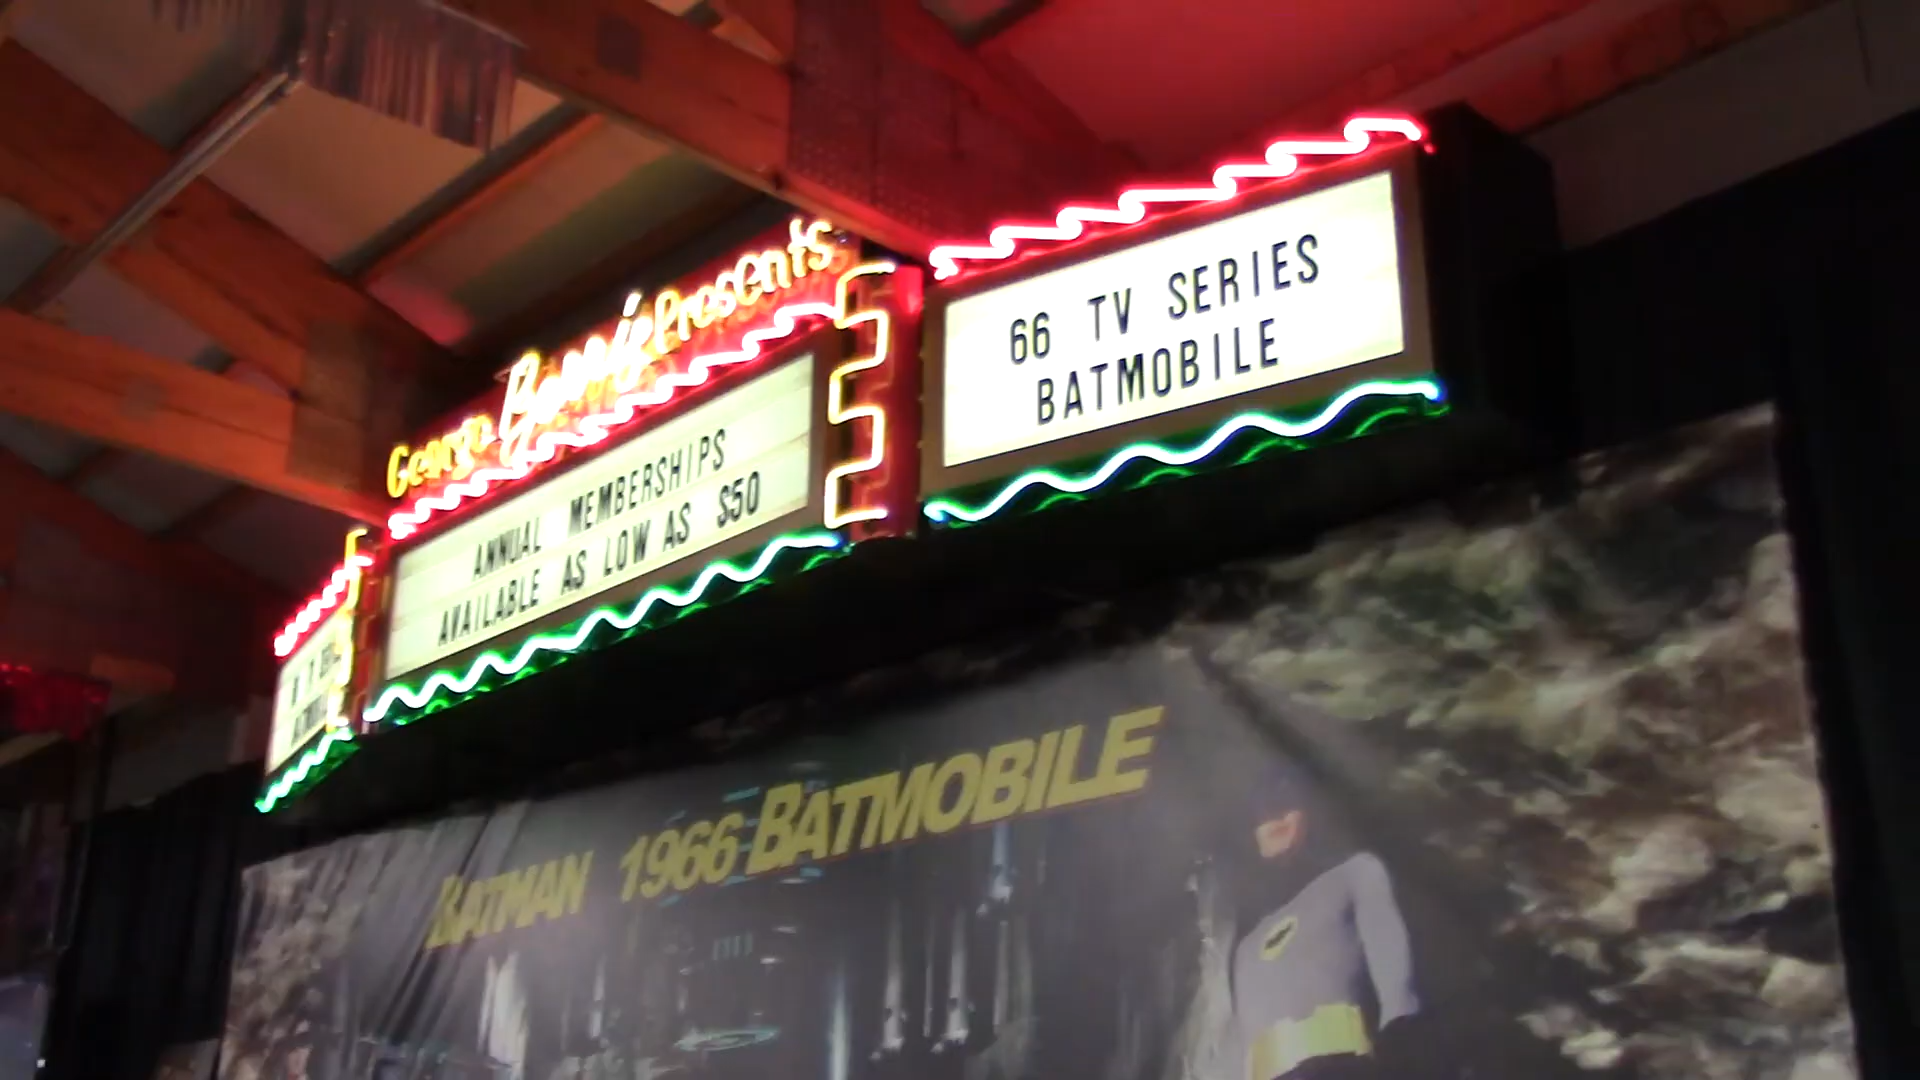 George Barris Presents
ANNUAL MEMBERSHIPS
AVAILABLE AS LOW AS $50
66 TV SERIES
BATMOBILE
BATMAN 1966 BATMOBILE